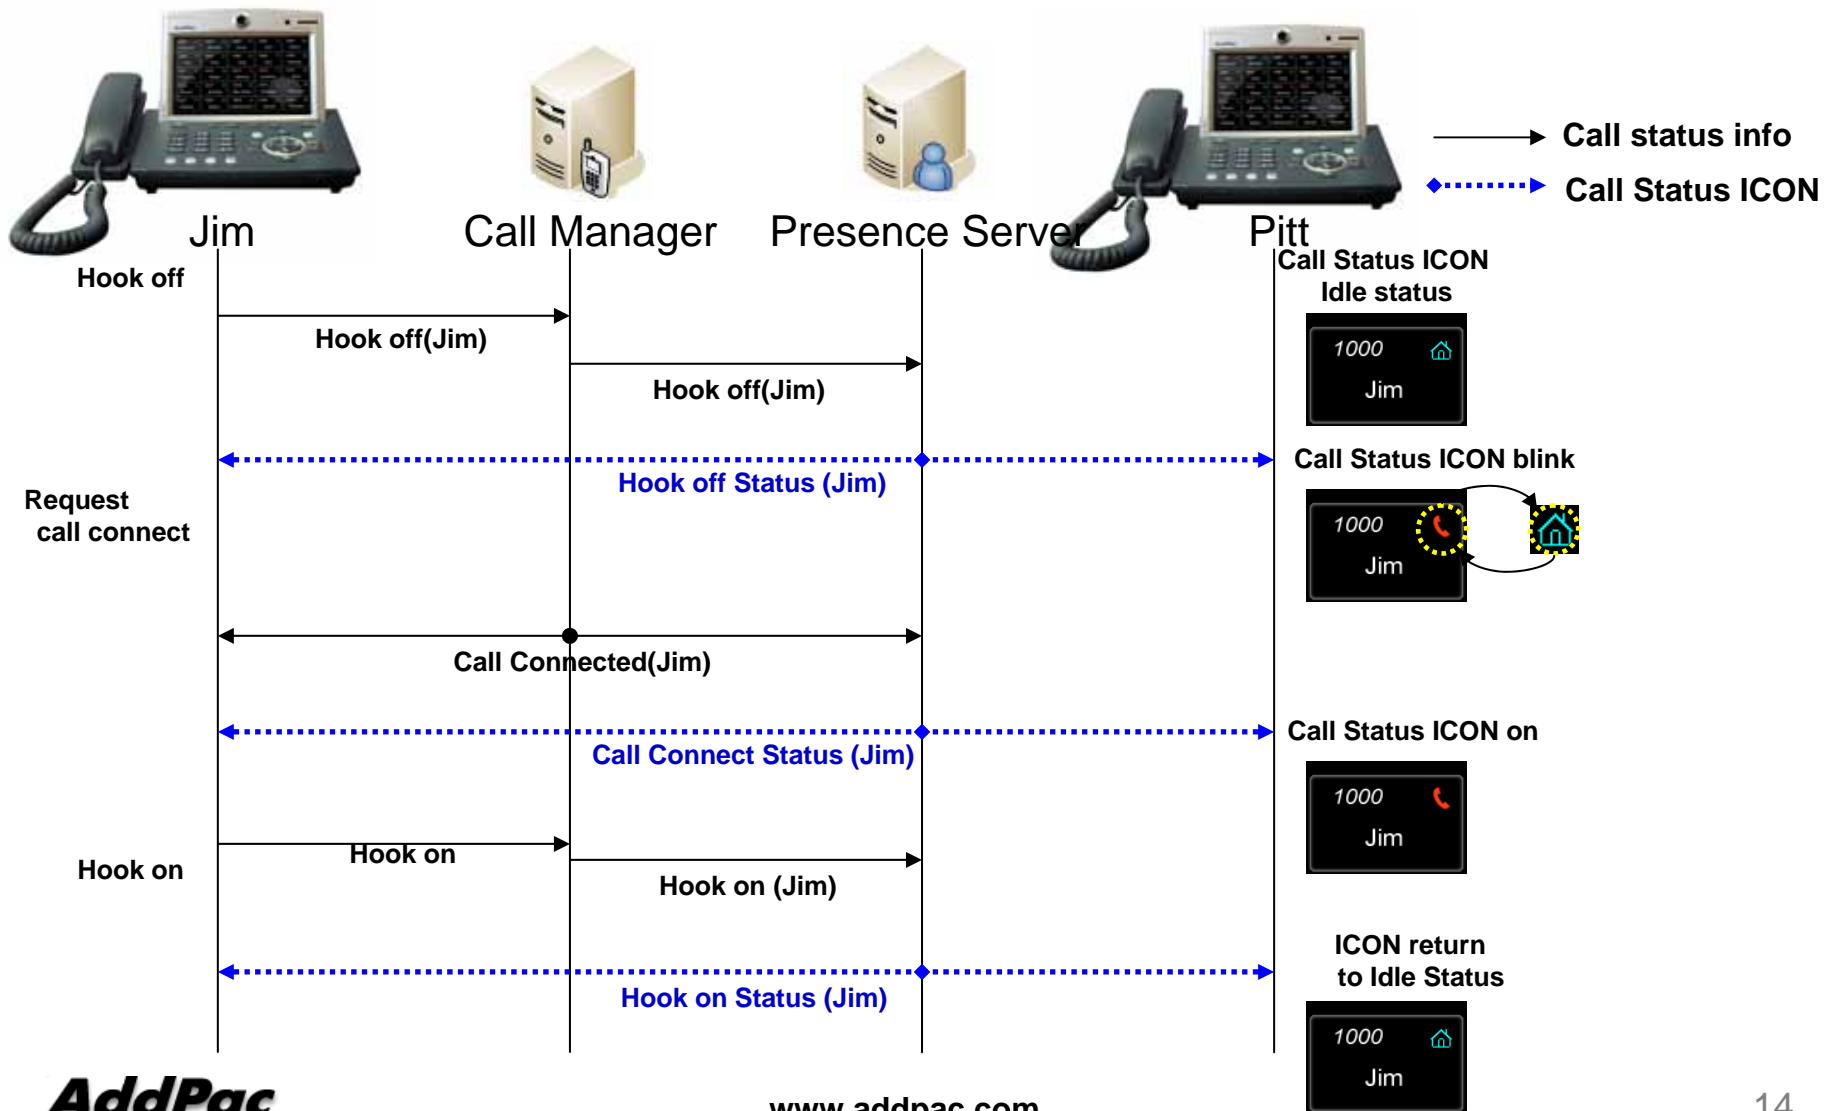 Call status info
Call Status ICON
Jim
Call Manager
Presence Server
Pitt
Hook off
Call Status ICON
Idle status
Hook off(Jim)
1000
Jim
Hook off(Jim)
Hook off Status (Jim)
Call Status ICON blink
Request
call connect
1000
Jim
Call Connected(Jim)
Call Connect Status (Jim)
Call Status ICON on
1000
Jim
Hook on
Hook on
Hook on (Jim)
ICON return
to Idle Status
Hook on Status (Jim)
1000
Jim
AddPac
www.addpac.com
14